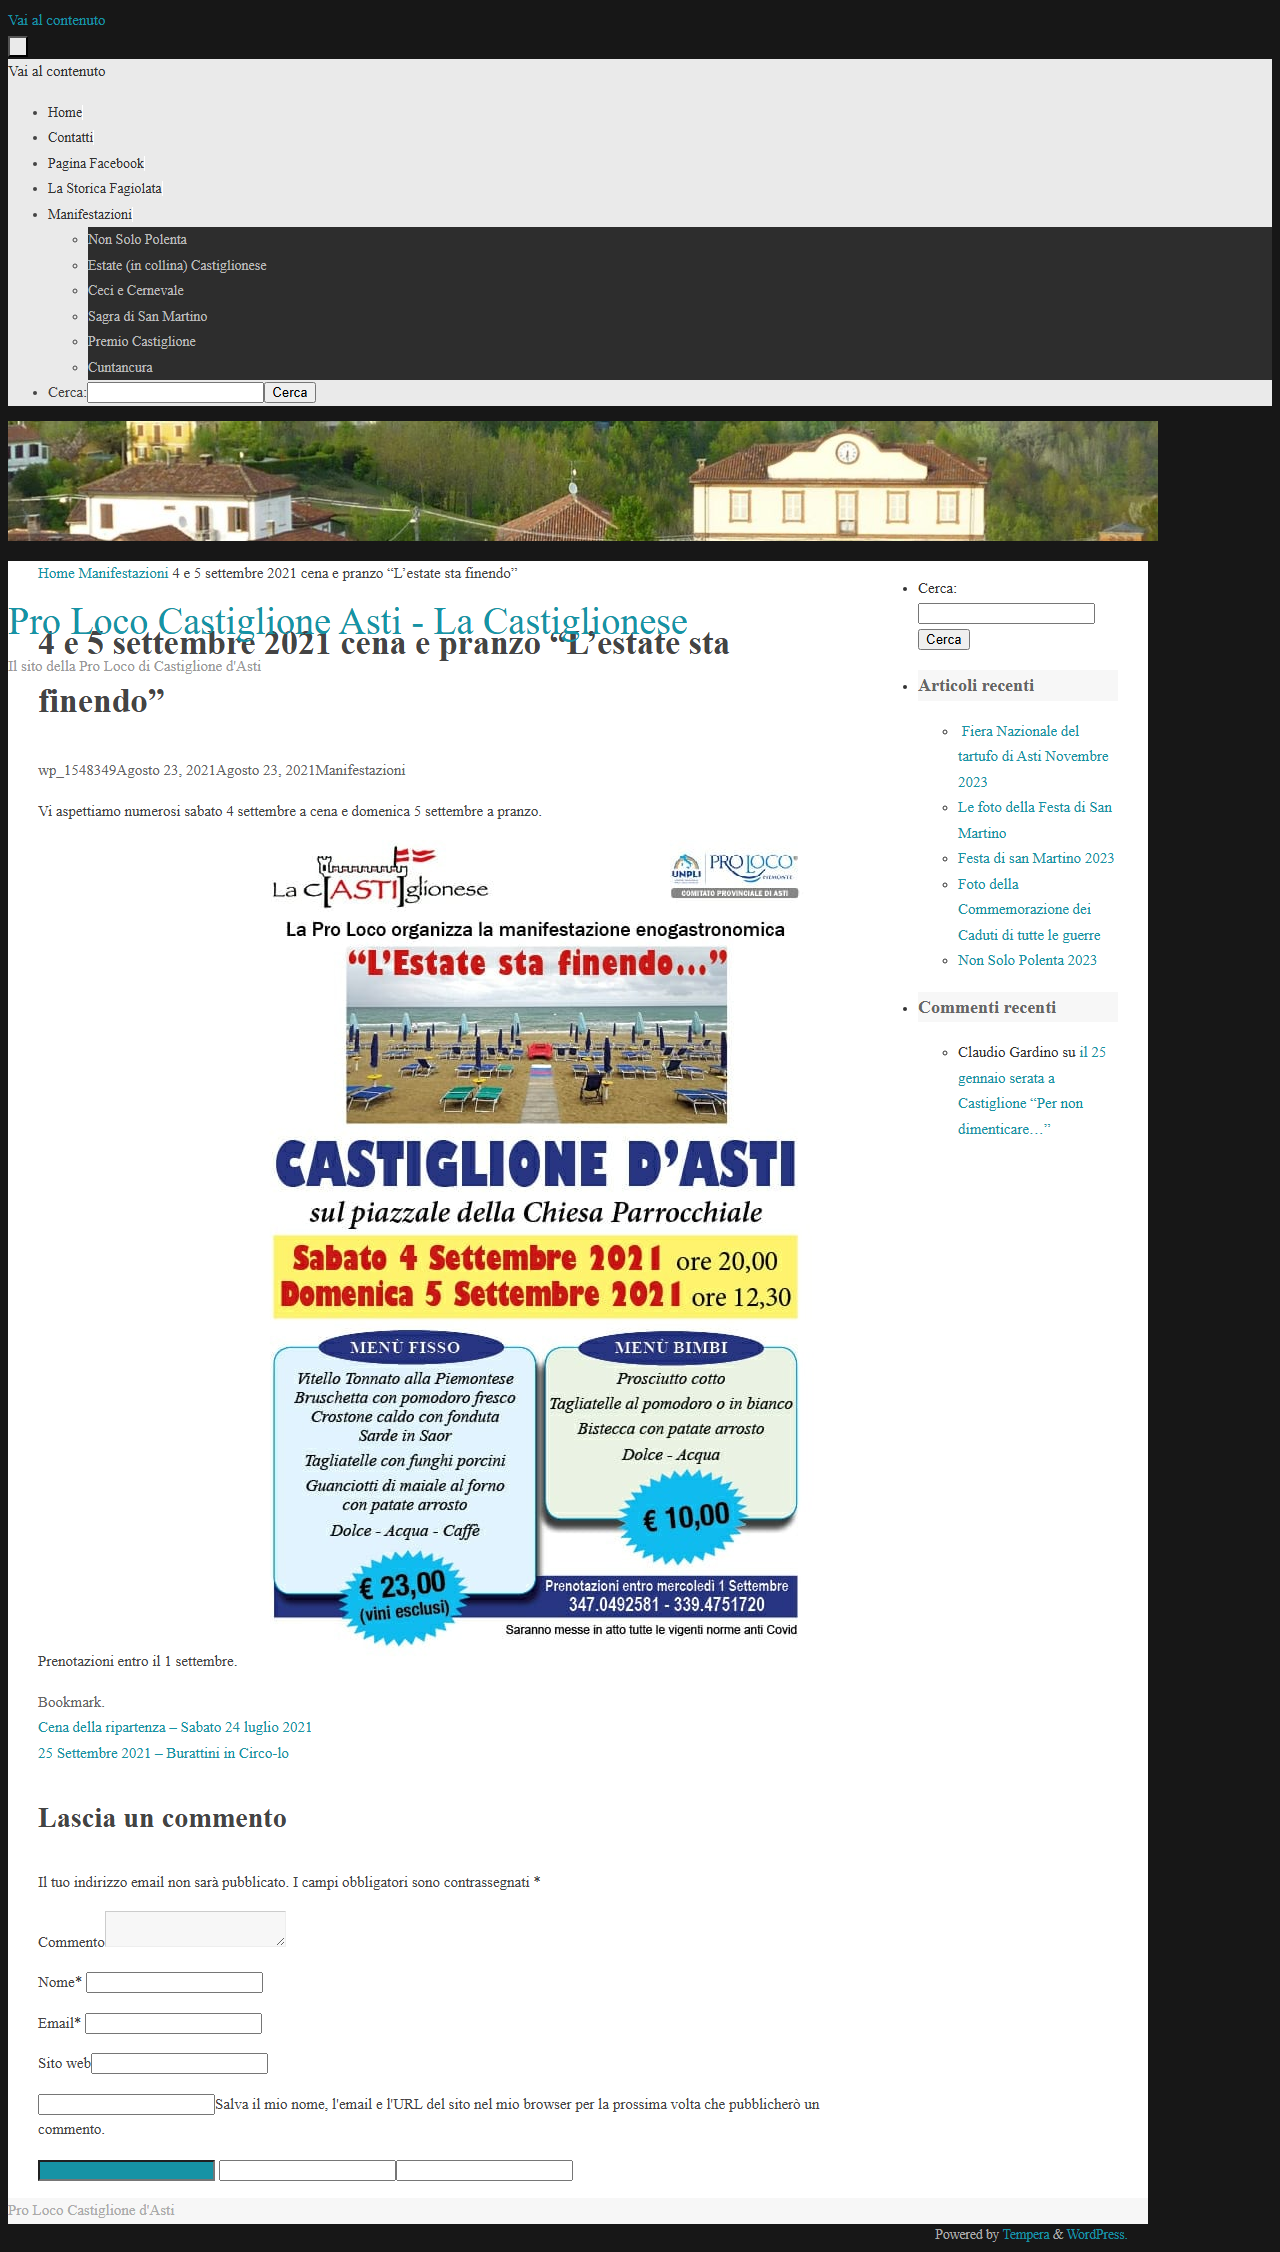 Vai al contenuto
Vai al contenuto
Home
Contatti
Pagina Facebook
La Storica Fagiolata
Manifestazioni
Non Solo Polenta
Estate (in collina) Castiglionese
Ceci e Cernevale
Sagra di San Martino
Premio Castiglione
Cuntancura
Cerca: Cerca
Home Manifestazioni 4 e 5 settembre 2021 cena e pranzo “L’estate sta finendo”
Pro Loco Castiglione Asti - La Castiglionese
Il sito della Pro Loco di Castiglione d'Asti
4 e 5 settembre 2021 cena e pranzo “L’estate sta
finendo”
wp_1548349Agosto 23, 2021Agosto 23, 2021Manifestazioni
Vi aspettiamo numerosi sabato 4 settembre a cena e domenica 5 settembre a pranzo.
La c[ASTI]glionese
UNPLI PRO LOCO
PIEMONTE
COMITATO PROVINCIALE DI ASTI
La Pro Loco organizza la manifestazione enogastronomica
“L’Estate sta finendo...”
CASTIGLIONE D’ASTI
sul piazzale della Chiesa Parrocchiale
Sabato 4 Settembre 2021 ore 20,00
Domenica 5 Settembre 2021 ore 12,30
MENÙ FISSO
Vitello Tonnato alla Piemontese
Bruschetta con pomodoro fresco
Crostone caldo con fonduta
Sarde in Saor
Tagliatelle con funghi porcini
Guanciotti di maiale al forno
con patate arrosto
Dolce - Acqua - Caffè
€ 23,00
(vini esclusi)
MENÙ BIMBI
Prosciutto cotto
Tagliatelle al pomodoro o in bianco
Bistecca con patate arrosto
Dolce - Acqua
€ 10,00
Prenotazioni entro mercoledì 1 Settembre
347.0492581 - 339.4751720
Saranno messe in atto tutte le vigenti norme anti Covid
Prenotazioni entro il 1 settembre.
Bookmark.
Cena della ripartenza – Sabato 24 luglio 2021
25 Settembre 2021 – Burattini in Circo-lo
Lascia un commento
Il tuo indirizzo email non sarà pubblicato. I campi obbligatori sono contrassegnati *
Commento
Nome*
Email*
Sito web
Salva il mio nome, l'email e l'URL del sito nel mio browser per la prossima volta che pubblicherò un
commento.
Cerca:
Cerca
Articoli recenti
Fiera Nazionale del
tartufo di Asti Novembre
2023
Le foto della Festa di San
Martino
Festa di san Martino 2023
Foto della
Commemorazione dei
Caduti di tutte le guerre
Non Solo Polenta 2023
Commenti recenti
Claudio Gardino su il 25
gennaio serata a
Castiglione “Per non
dimenticare…”
Pro Loco Castiglione d'Asti
Powered by Tempera & WordPress.